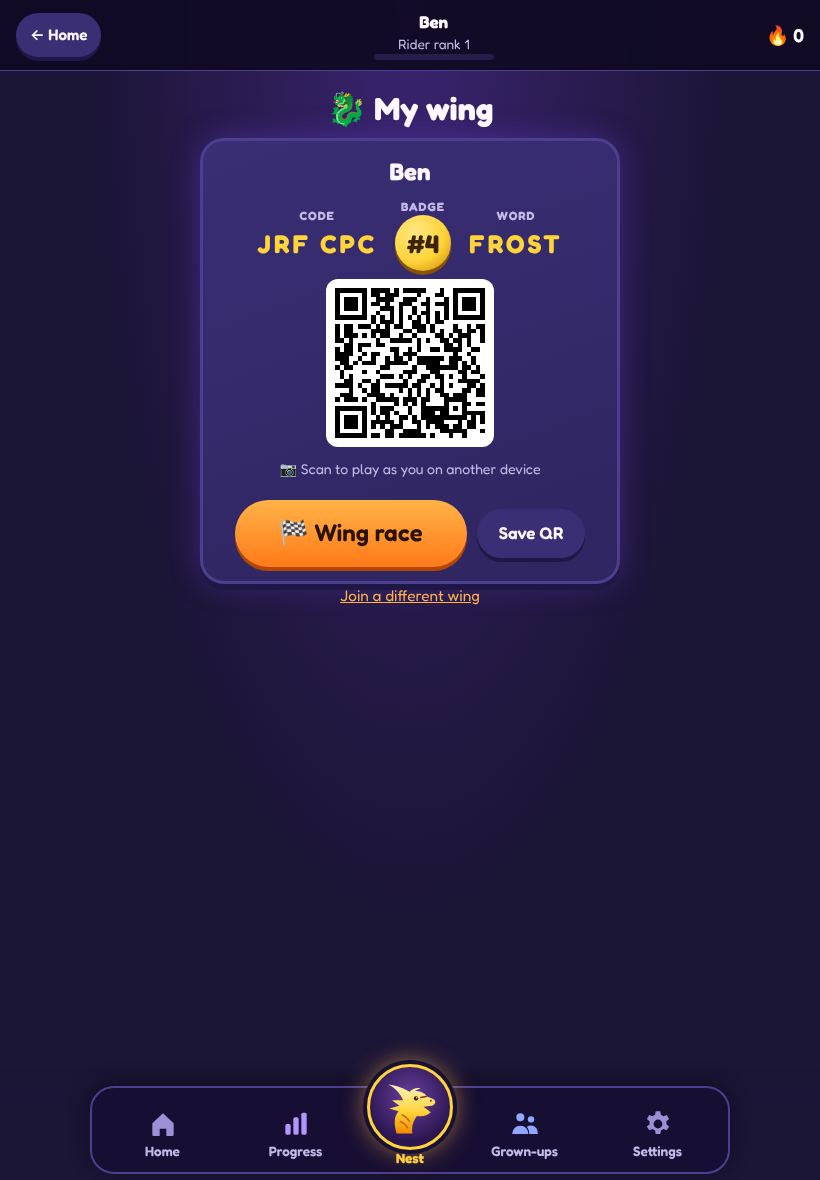 ← Home
Ben
Rider rank 1
🔥 0
🐉 My wing
Ben
CODE
BADGE
WORD
JRF CPC
#4
FROST
📷 Scan to play as you on another device
🏁 Wing race
Save QR
Join a different wing
Home
Progress
Nest
Grown-ups
Settings